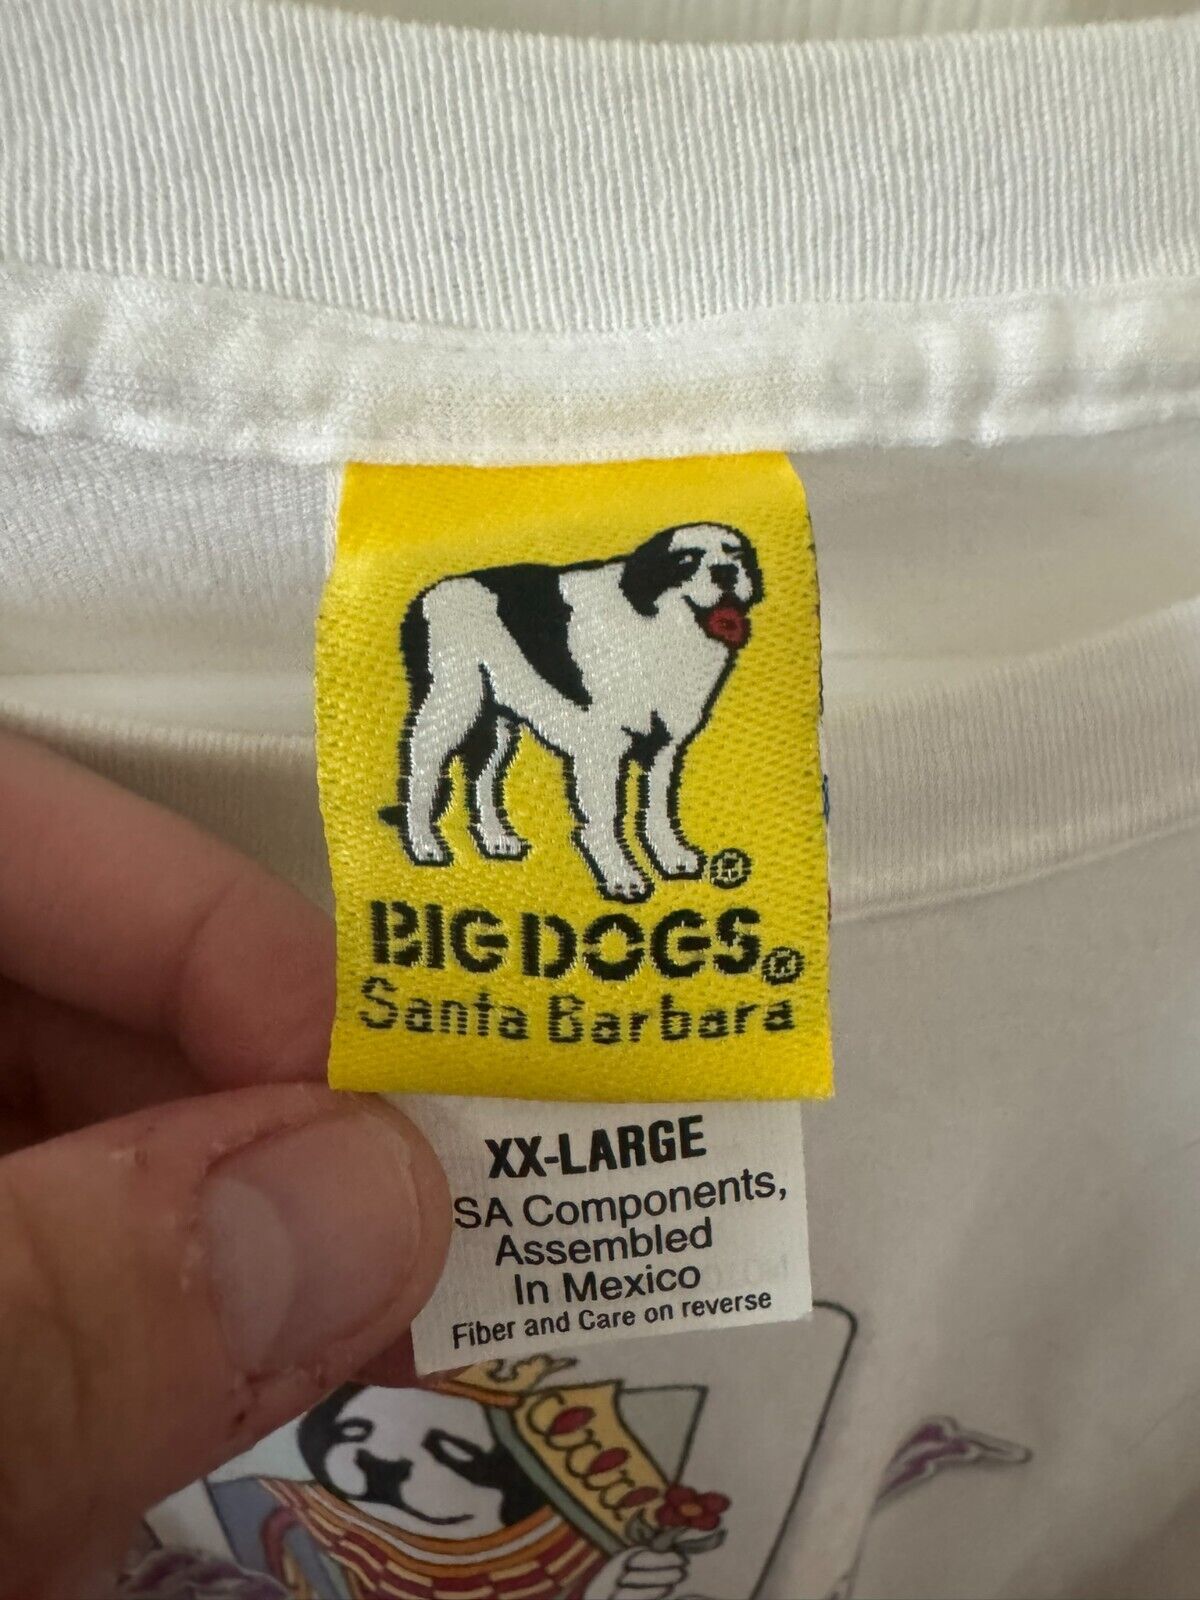 ®
BIG DOGS®
Santa Barbara
XX-LARGE
SA Components,
Assembled
In Mexico
Fiber and Care on reverse